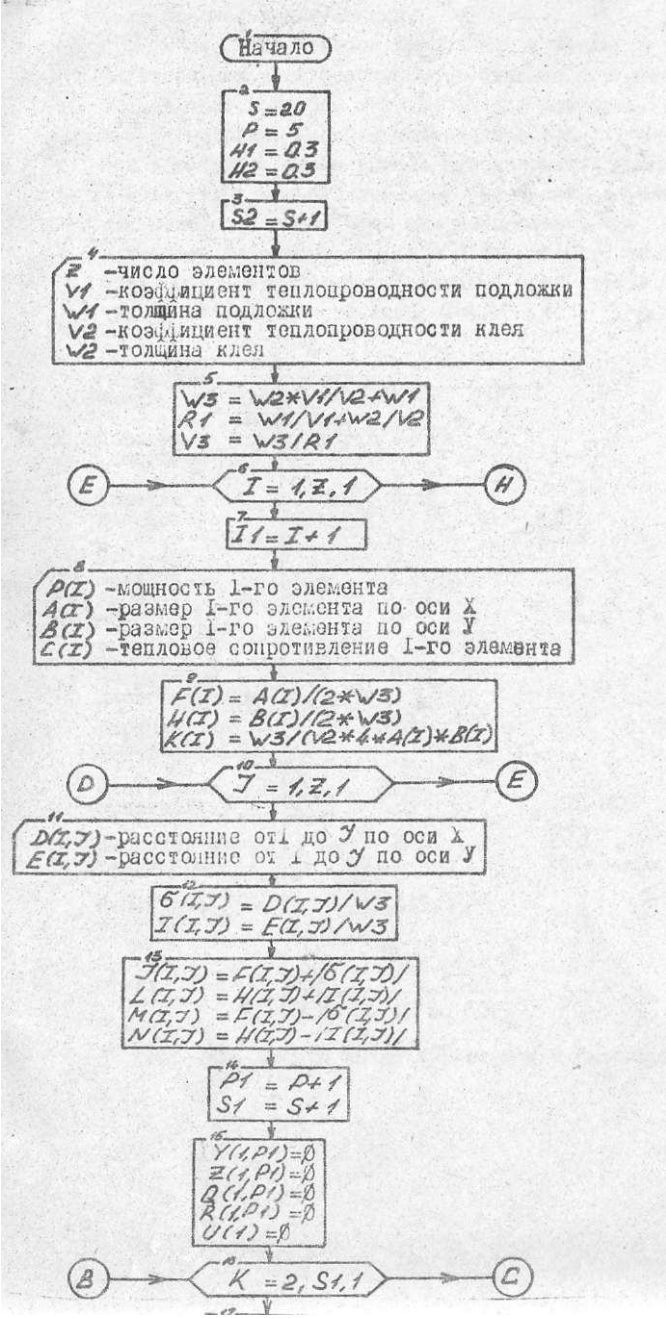 1
Начало
2
S = 20
P = 5
H1 = 0.3
H2 = 0.3
3
S2 = S+1
4
Z -число элементов
V1 -коэффициент теплопроводности подложки
W1 -толщина подложки
V2 -коэффициент теплопроводности клея
W2 -толщина клея
5
W3 = W2*V1/V2+W1
R1 = W1/V1+W2/V2
V3 = W3/R1
E
6
I = 1,Z,1
H
7
I1 = I+1
8
P(I) -мощность 1-го элемента
A(I) -размер I-го элемента по оси X
B(I) -размер I-го элемента по оси У
C(I) -тепловое сопротивление I-го элемента
9
F(I) = A(I)/(2*W3)
H(I) = B(I)/(2*W3)
K(I) = W3/(V2*4*A(I)*B(I)
D
10
J = 1,Z,1
E
11
D(I,J)-расстояние от I до J по оси X
E(I,J)-расстояние от I до J по оси У
12
G(I,J) = D(I,J)/W3
I(I,J) = E(I,J)/W3
13
J(I,J) = F(I,J)+/G(I,J)/
L(I,J) = H(I,J)+/I(I,J)/
M(I,J) = F(I,J)-/G(I,J)/
N(I,J) = H(I,J)-/I(I,J)/
14
P1 = P+1
S1 = S+1
15
Y(1,P1)=Ø
Z(1,P1)=Ø
Q(1,P1)=Ø
R(1,P1)=Ø
U(1)=Ø
B
16
K = 2, S1,1
C
17